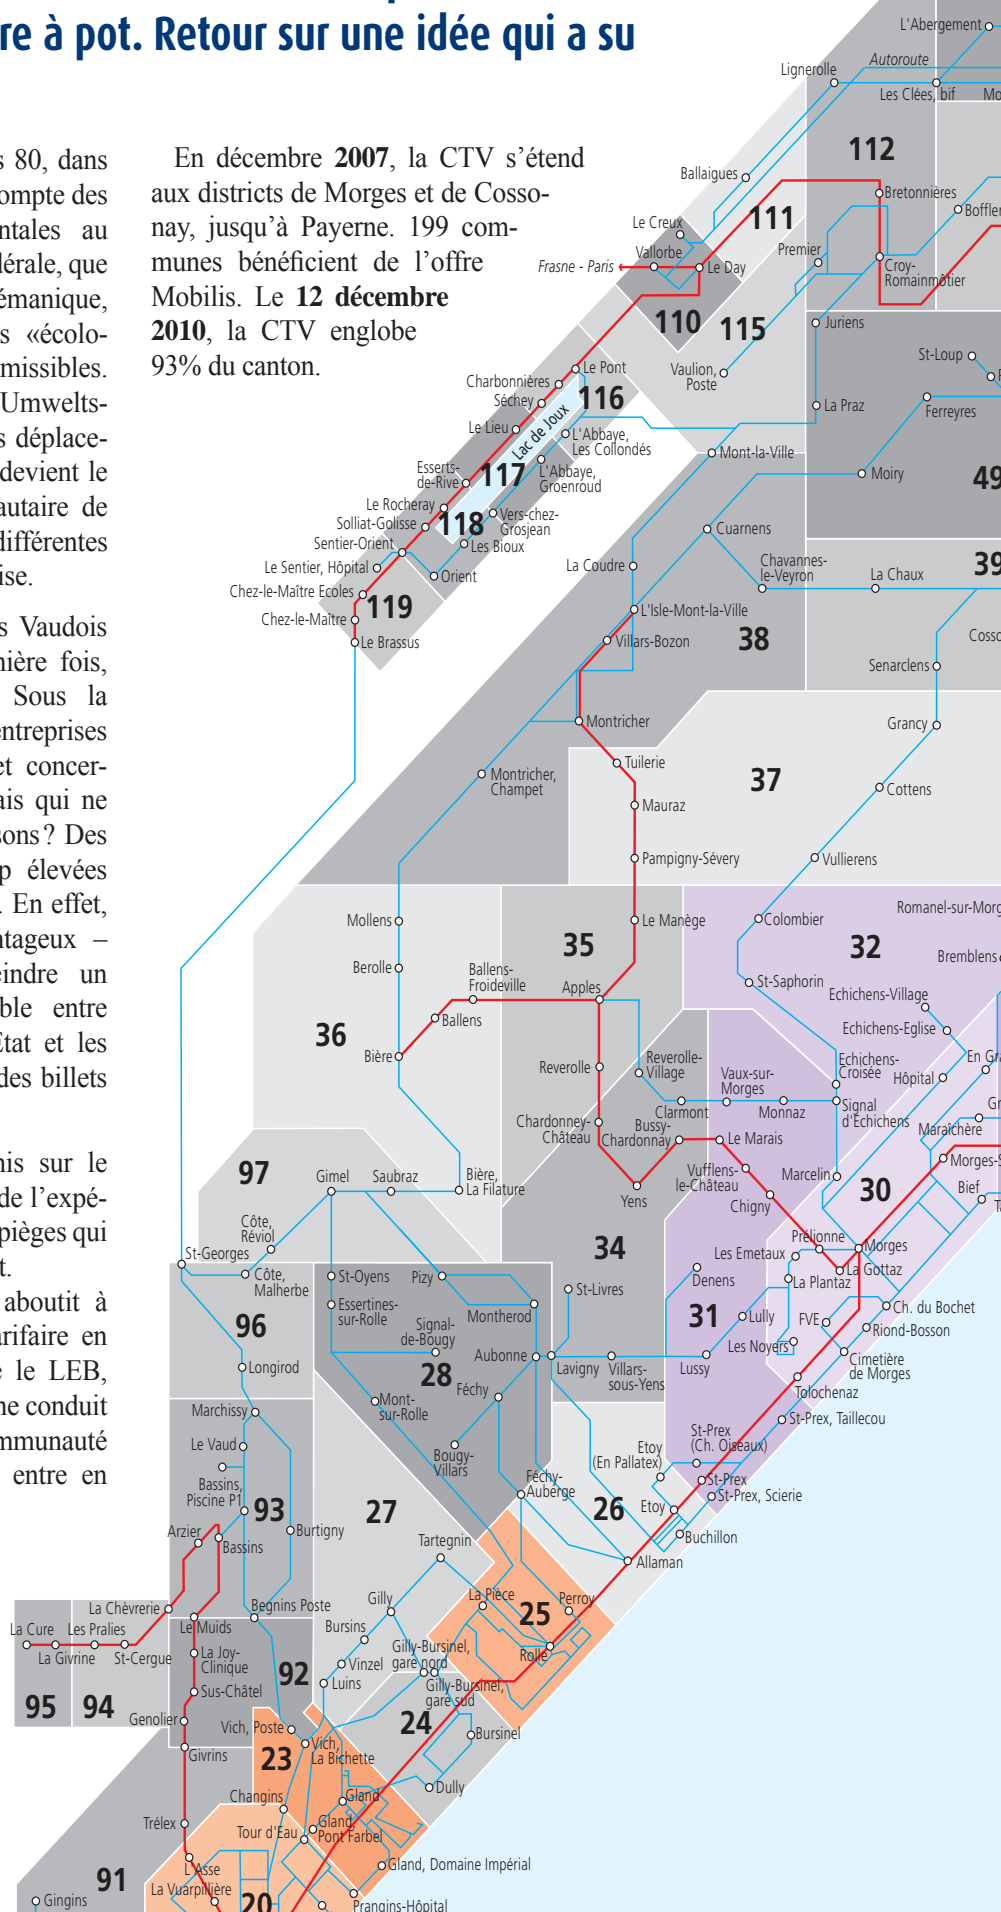 re à pot. Retour sur une idée qui a su
s 80, dans
ompte des
ntales au
lérale, que
émanique,
s «écolo-
missibles.
Umwelts-
s déplace-
devient le
autaire de
différentes
ise.
s Vaudois
nière fois,
Sous la
entreprises
et concer-
ais qui ne
sons ? Des
p élevées
. En effet,
ntageux –
eindre un
ble entre
Etat et les
des billets
nis sur le
de l’expé-
pièges qui
t.
aboutit à
arifaire en
e le LEB,
ne conduit
mmunauté
entre en
En décembre 2007, la CTV s’étend
aux districts de Morges et de Cosso-
nay, jusqu’à Payerne. 199 com-
munes bénéficient de l’offre
Mobilis. Le 12 décembre
2010, la CTV englobe
93% du canton.
L'Abergement
Autoroute
Lignerolle
Les Clées, bif
Mo
112
Ballaigues
Bretonnières
Boffler
111
Le Creux
Vallorbe
Frasne - Paris
Le Day
Premier
Croy-
Romainmôtier
110
115
Juriens
St-Loup
Vaulion,
Poste
Le Pont
Charbonnières
Séchey
116
La Praz
Ferreyres
Le Lieu
Lac de Joux
L'Abbaye,
Les Collondés
Mont-la-Ville
Esserts-
de-Rive
117
L'Abbaye,
Groenroud
Moiry
49
Le Rocheray
Solliat-Golisse
118
Vers-chez-
Grosjean
Sentier-Orient
Les Bioux
Cuarnens
Le Sentier, Hôpital
Orient
La Coudre
Chavannes-
le-Veyron
La Chaux
39
Chez-le-Maître Ecoles
119
Chez-le-Maître
L'Isle-Mont-la-Ville
Le Brassus
Villars-Bozon
38
Cosso
Senarclens
Montricher
Grancy
Tuilerie
Montricher,
Champet
37
Cottens
Mauraz
Pampigny-Sévery
Vullierens
Mollens
Le Manège
Colombier
Romanel-sur-Morg
35
32
Berolle
Ballens-
Froideville
Bremblens
Apples
St-Saphorin
Echichens-Village
Ballens
36
Echichens-Eglise
Bière
Reverolle
Reverolle-
Village
Echichens-
Croisée
En Gra
Vaux-sur-
Morges
Hôpital
Clarmont
Monnaz
Signal
d'Echichens
Gr
Chardonney-
Château
Bussy-
Chardonnay
Le Marais
Maraîchère
97
Morges-S
Gimel
Saubraz
Bière,
La Filature
Vufflens-
le-Château
Marcelin
30
Bief
Yens
Chigny
T
Côte,
Réviol
34
Prélionne
Morges
St-Georges
Les Emetaux
La Gottaz
Côte,
Malherbe
St-Oyens
Pizy
St-Livres
Denens
La Plantaz
Essertines-
sur-Rolle
Montherod
31
Lully
FVE
Ch. du Bochet
96
Signal-
de-Bougy
Riond-Bosson
Les Noyers
Longirod
28
Aubonne
Lavigny
Villars-
sous-Yens
Lussy
Cimetière
de Morges
Féchy
Tolochenaz
Marchissy
Mont-
sur-Rolle
St-Prex, Taillecou
Le Vaud
Bougy-
Villars
Etoy
(En Pallatex)
St-Prex
(Ch. Oiseaux)
Bassins,
Piscine P1
Féchy-
Auberge
St-Prex
93
27
26
Etoy
St-Prex, Scierie
Arzier
Bassins
Burtigny
Tartegnin
Buchillon
Allaman
La Chèvrerie
Begnins Poste
Gilly
La Pièce
Perroy
25
La Cure
Les Pralies
Le Muids
Bursins
La Givrine
St-Cergue
La Joy-
Clinique
Gilly-Bursinel,
gare nord
Rolle
Vinzel
92
Luins
Gilly-Bursinel,
gare sud
Sus-Châtel
95
94
Genolier
24
Vich, Poste
Bursinel
23
Vich,
La Bichette
Givrins
Changins
Gland
Dully
Trélex
Tour d'Eau
Gland,
Pont Farbel
L'Asse
Gland, Domaine Impérial
91
La Vuarpillière
Gingins
20
Prangins-Hôpital